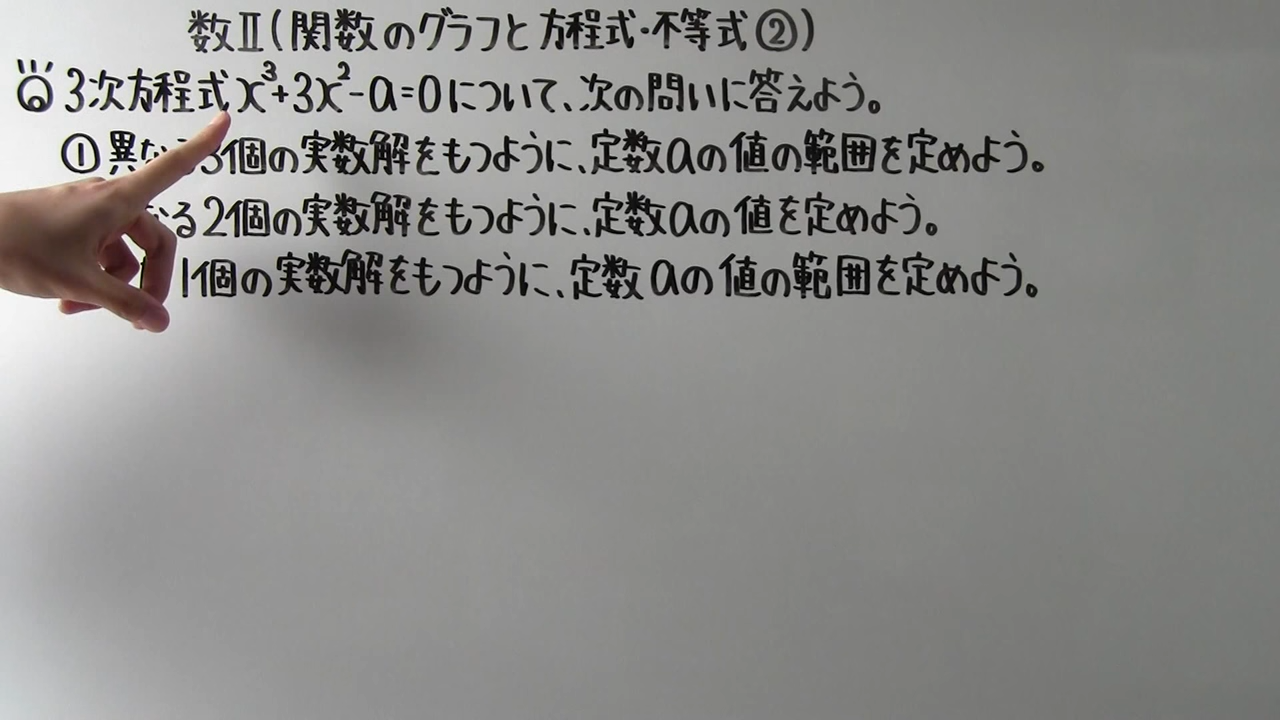 数Ⅱ(関数のグラフと方程式・不等式②)
3次方程式x³+3x²-a=0について、次の問いに答えよう。
①異なる3個の実数解をもつように、定数aの値の範囲を定めよう。
なる2個の実数解をもつように、定数aの値を定めよう。
1個の実数解をもつように、定数aの値の範囲を定めよう。